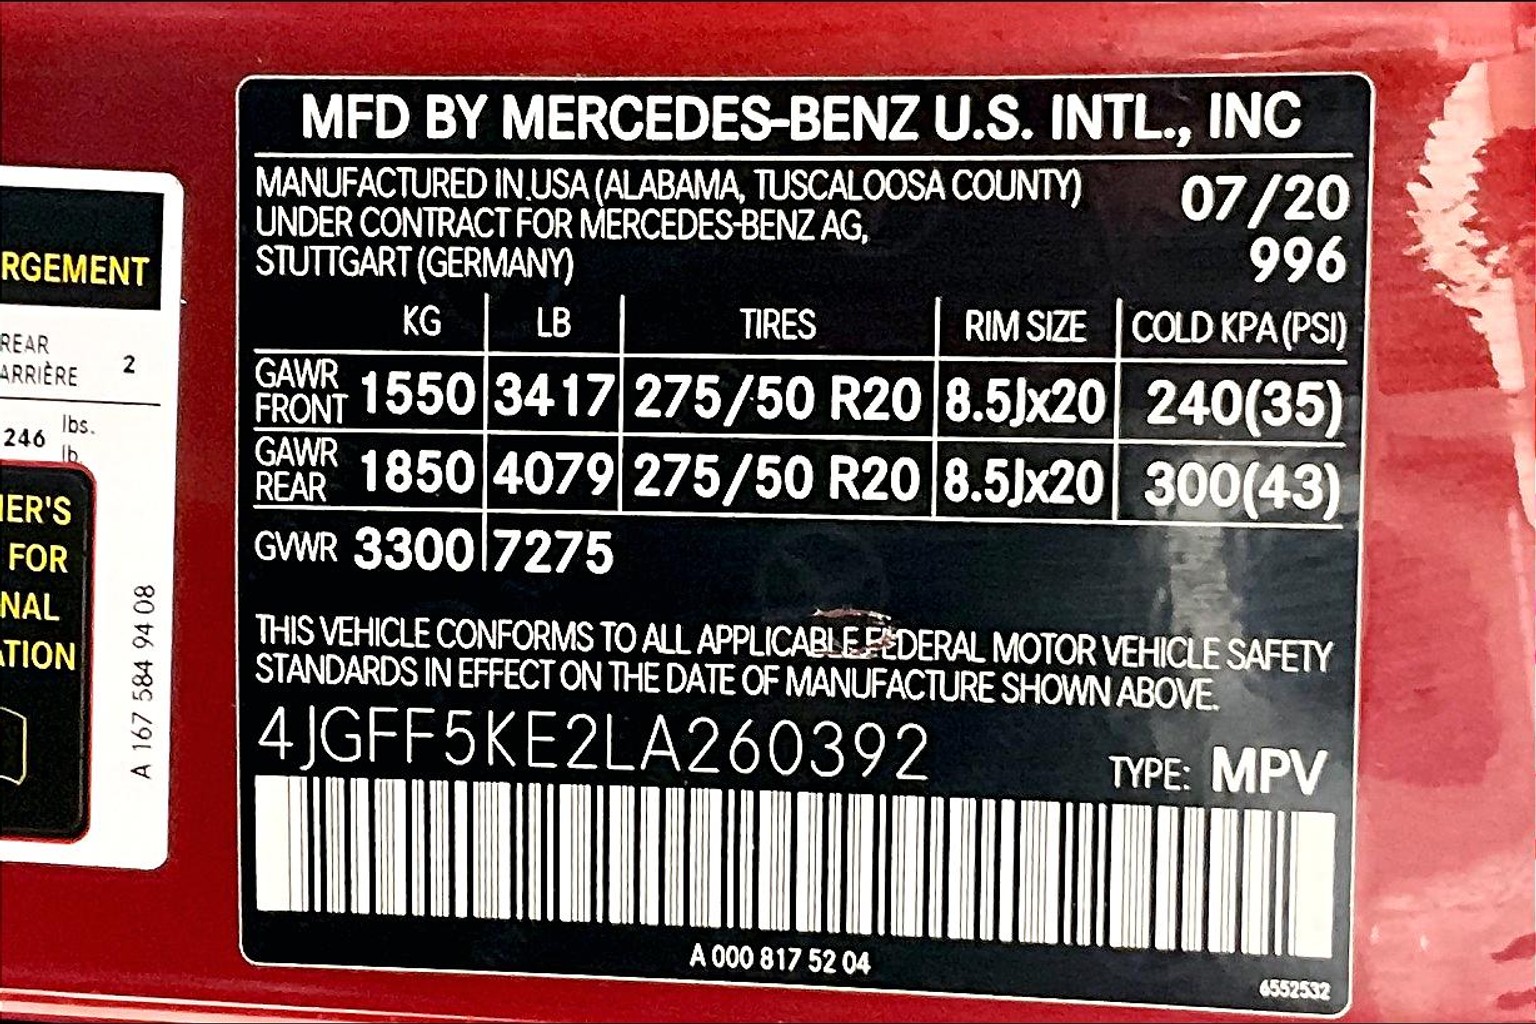 RGEMENT
REAR 2
ARRIÈRE
246 lbs.
lb
ER'S
FOR
NAL
ATION
A 167 584 94 08
MFD BY MERCEDES-BENZ U.S. INTL., INC
MANUFACTURED IN USA (ALABAMA, TUSCALOOSA COUNTY) 07/20
UNDER CONTRACT FOR MERCEDES-BENZ AG, 996
STUTTGART (GERMANY)
KG LB TIRES RIM SIZE COLD KPA (PSI)
GAWR FRONT 1550 3417 275/50 R20 8.5Jx20 240(35)
GAWR REAR 1850 4079 275/50 R20 8.5Jx20 300(43)
GVWR 3300 7275
THIS VEHICLE CONFORMS TO ALL APPLICABLE FEDERAL MOTOR VEHICLE SAFETY
STANDARDS IN EFFECT ON THE DATE OF MANUFACTURE SHOWN ABOVE.
4JGFF5KE2LA260392 TYPE: MPV
A 000 817 52 04
6552532